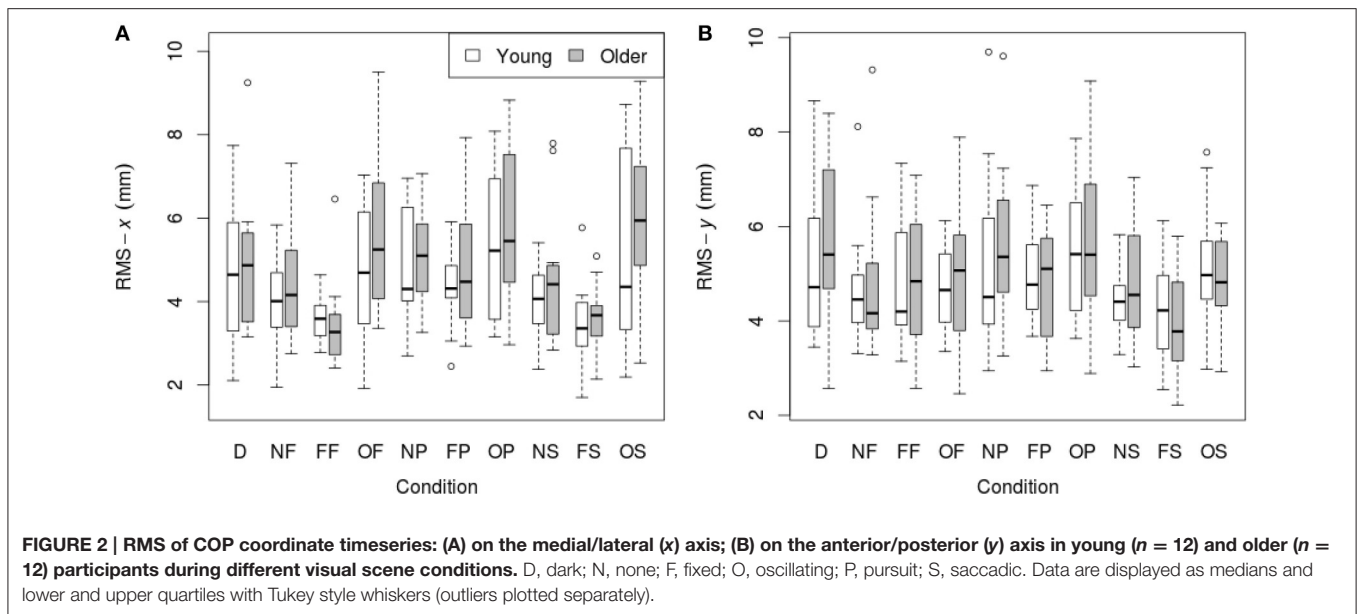 A
RMS − x (mm)
10
8
6
4
2
Young Older
D NF FF OF NP FP OP NS FS OS
Condition
B
RMS − y (mm)
10
8
6
4
2
D NF FF OF NP FP OP NS FS OS
Condition
FIGURE 2 | RMS of COP coordinate timeseries: (A) on the medial/lateral (x) axis; (B) on the anterior/posterior (y) axis in young (n = 12) and older (n =
12) participants during different visual scene conditions. D, dark; N, none; F, fixed; O, oscillating; P, pursuit; S, saccadic. Data are displayed as medians and
lower and upper quartiles with Tukey style whiskers (outliers plotted separately).